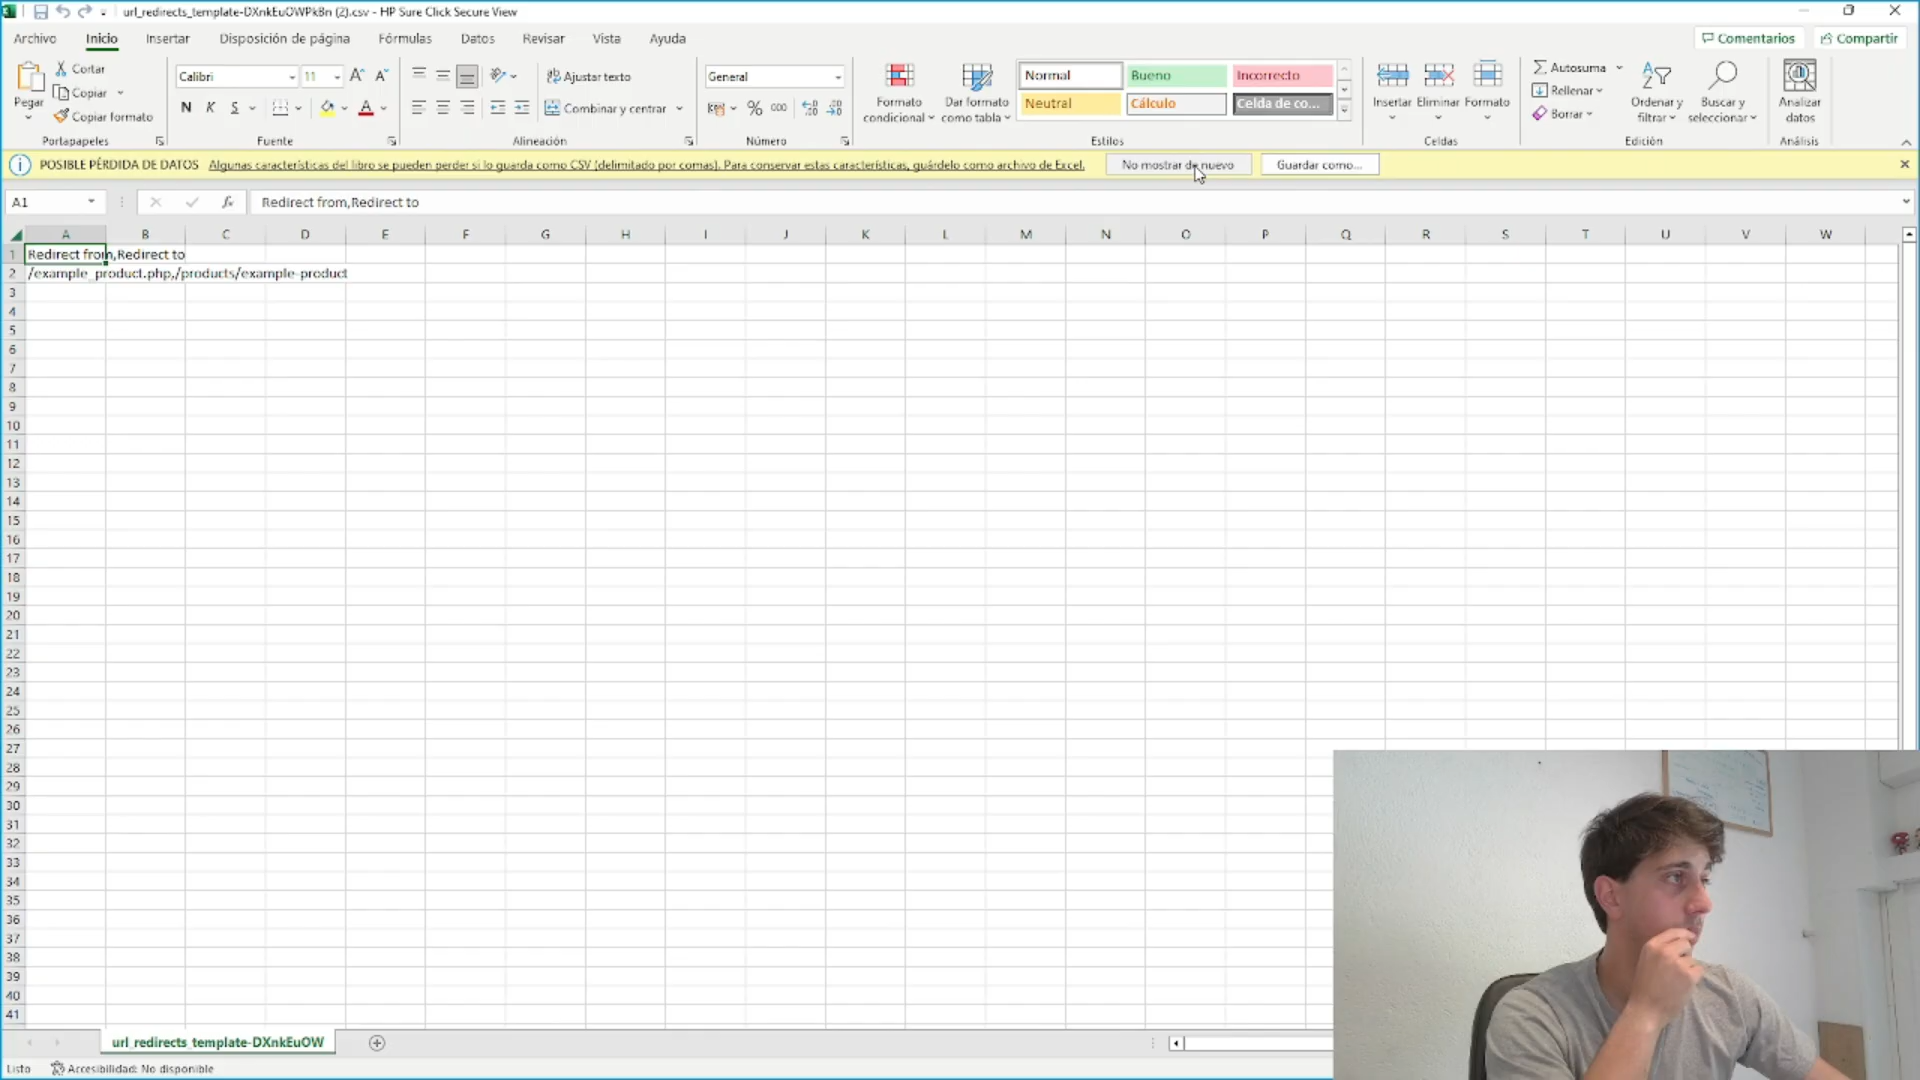 url_redirects_template-DXnkEuOWPkBn (2).csv - HP Sure Click Secure View
Archivo Inicio Insertar Disposición de página Fórmulas Datos Revisar Vista Ayuda Comentarios Compartir
Pegar
Cortar
Copiar
Copiar formato
Portapapeles
Calibri 11
N K S
Fuente
Ajustar texto
Combinar y centrar
Alineación
General
% 000
Número
Formato condicional
Dar formato como tabla
Normal Bueno Incorrecto
Neutral Cálculo Celda de co...
Estilos
Insertar Eliminar Formato
Celdas
Autosuma
Rellenar
Borrar
Ordenar y filtrar
Buscar y seleccionar
Edición
Analizar datos
Análisis
POSIBLE PÉRDIDA DE DATOS Algunas características del libro se pueden perder si lo guarda como CSV (delimitado por comas). Para conservar estas características, guárdelo como archivo de Excel. No mostrar de nuevo Guardar como...
A1 fx Redirect from,Redirect to
A B C D E F G H I J K L M N O P Q R S T U V W
1 Redirect from,Redirect to
2 /example_product.php,/products/example-product
3
4
5
6
7
8
9
10
11
12
13
14
15
16
17
18
19
20
21
22
23
24
25
26
27
28
29
30
31
32
33
34
35
36
37
38
39
40
41
url_redirects_template-DXnkEuOW
Listo Accesibilidad: No disponible